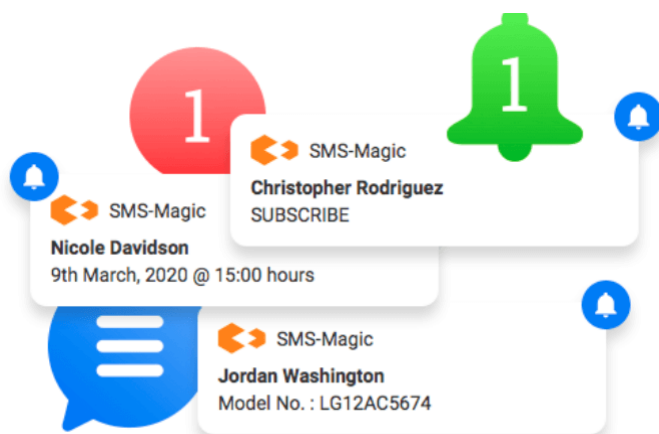 1
1
SMS-Magic
Christopher Rodriguez
SUBSCRIBE
SMS-Magic
Nicole Davidson
9th March, 2020 @ 15:00 hours
SMS-Magic
Jordan Washington
Model No. : LG12AC5674